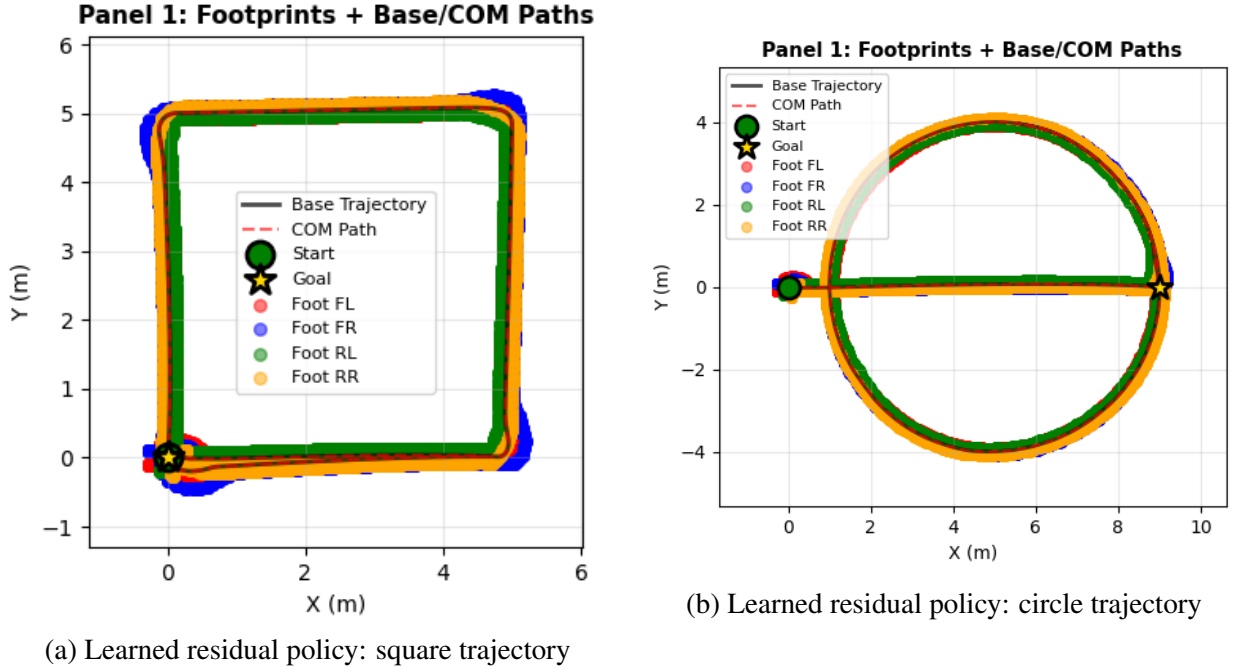 Panel 1: Footprints + Base/COM Paths
6
5
4
3
2
1
0
−1
Y (m)
Base Trajectory
COM Path
Start
Goal
Foot FL
Foot FR
Foot RL
Foot RR
0
2
4
6
X (m)
(a) Learned residual policy: square trajectory
Panel 1: Footprints + Base/COM Paths
Base Trajectory
COM Path
Start
Goal
Foot FL
Foot FR
Foot RL
Foot RR
4
2
0
−2
−4
Y (m)
0
2
4
6
8
10
X (m)
(b) Learned residual policy: circle trajectory